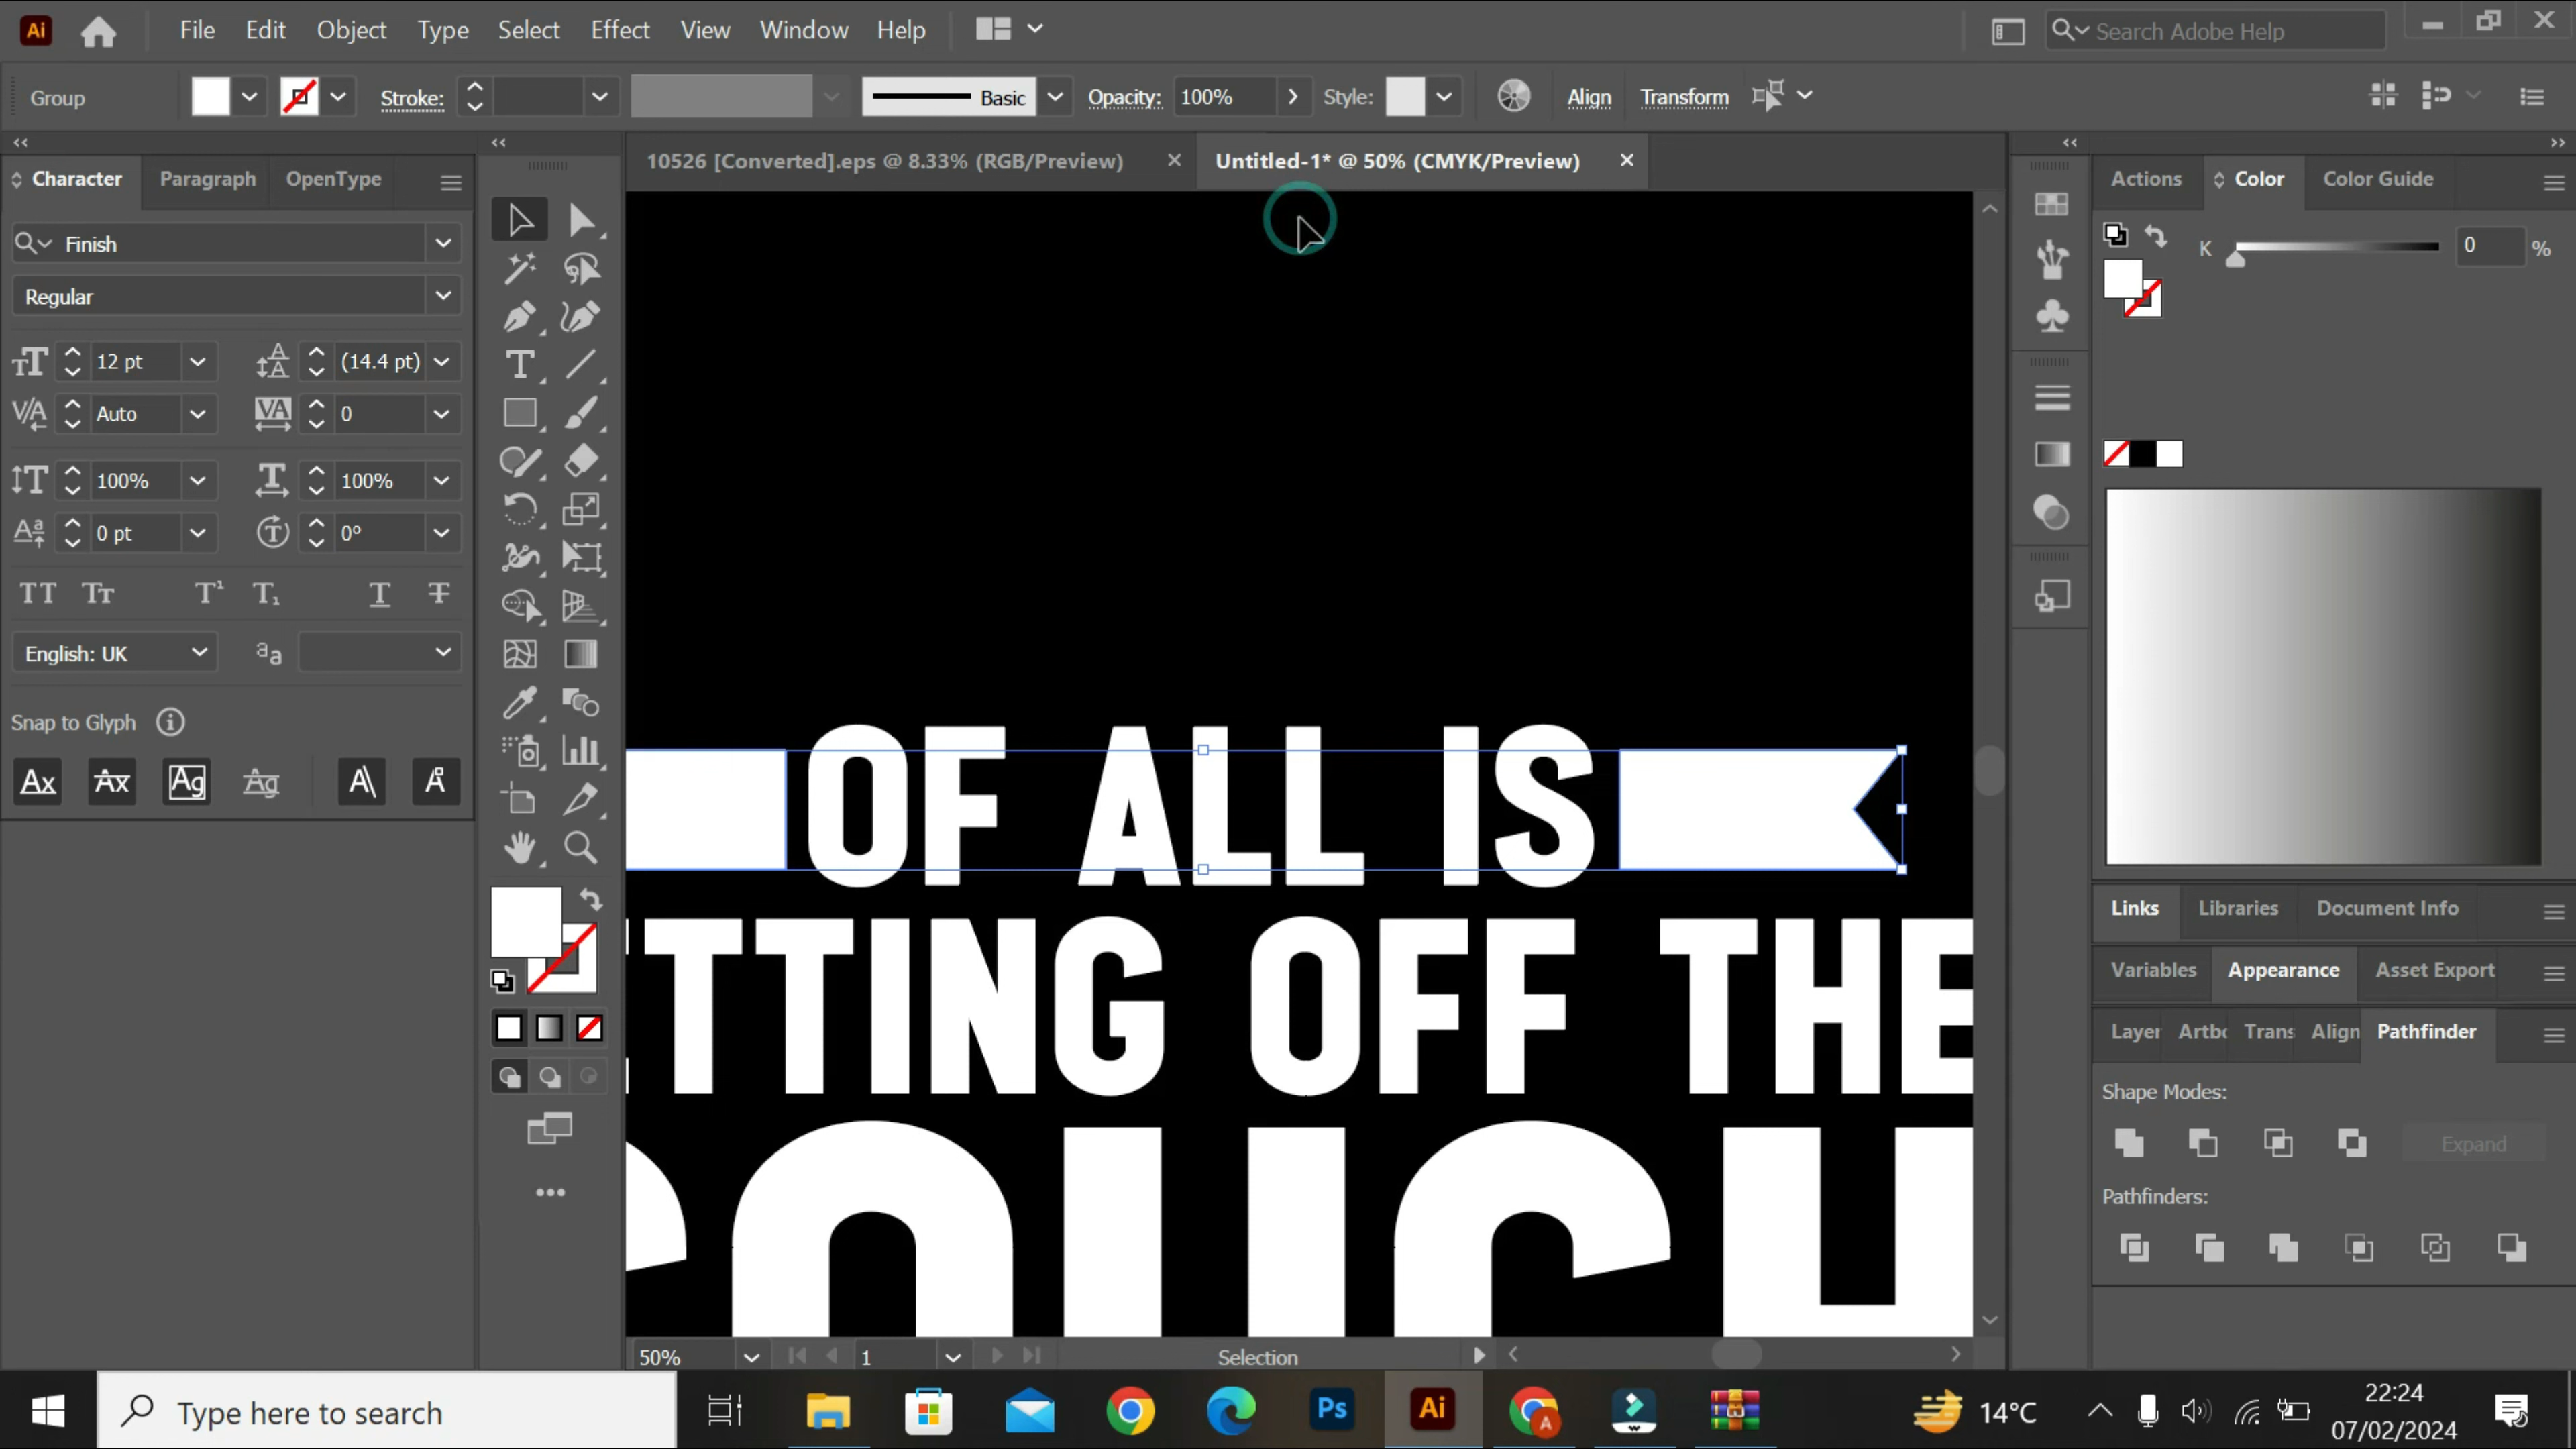 Ai File Edit Object Type Select Effect View Window Help Search Adobe Help
Group Stroke: Basic Opacity: 100% Style: Align Transform
10526 [Converted].eps @ 8.33% (RGB/Preview) × Untitled-1* @ 50% (CMYK/Preview) ×
Character Paragraph OpenType
Finish
Regular
12 pt (14.4 pt)
Auto 0
100% 100%
0 pt 0°
English: UK
Snap to Glyph
Actions Color Color Guide
K 0 %
OF ALL IS
TTING OFF THE
Links Libraries Document Info
Variables Appearance Asset Export
Layer Artbo Trans Align Pathfinder
Shape Modes:
Expand
Pathfinders:
50% 1 Selection
Type here to search
Ps Ai
14°C
22:24
07/02/2024